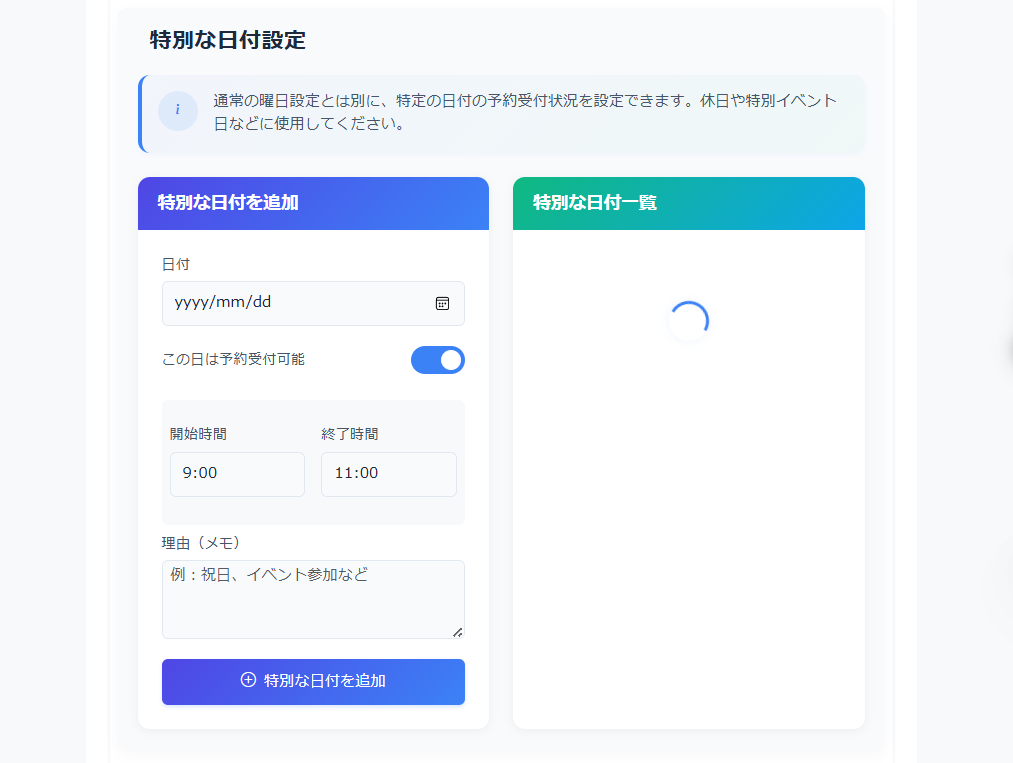 特別な日付設定
i
通常の曜日設定とは別に、特定の日付の予約受付状況を設定できます。休日や特別イベント
日などに使用してください。
特別な日付を追加
日付
yyyy/mm/dd
この日は予約受付可能
開始時間
終了時間
9:00
11:00
理由（メモ）
例：祝日、イベント参加など
特別な日付を追加
特別な日付一覧